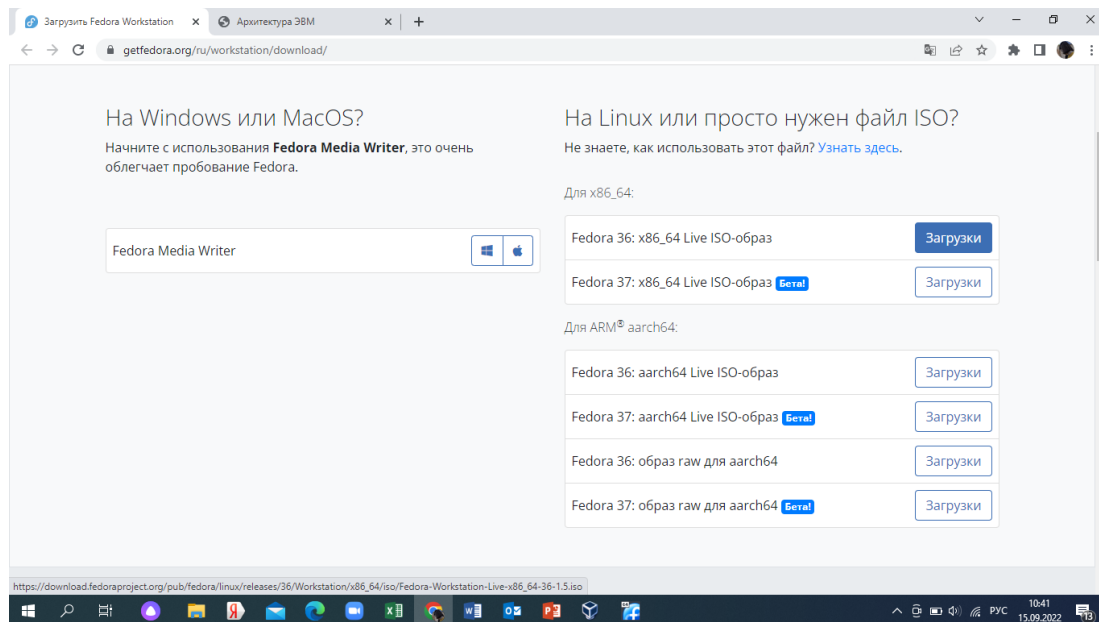 Загрузить Fedora Workstation
Архитектура ЭВМ
getfedora.org/ru/workstation/download/
На Windows или MacOS?
Начните с использования Fedora Media Writer, это очень
облегчает пробование Fedora.
Fedora Media Writer
На Linux или просто нужен файл ISO?
Не знаете, как использовать этот файл? Узнать здесь.
Для x86_64:
Fedora 36: x86_64 Live ISO-образ Загрузки
Fedora 37: x86_64 Live ISO-образ Бета! Загрузки
Для ARM® aarch64:
Fedora 36: aarch64 Live ISO-образ Загрузки
Fedora 37: aarch64 Live ISO-образ Бета! Загрузки
Fedora 36: образ raw для aarch64 Загрузки
Fedora 37: образ raw для aarch64 Бета! Загрузки
https://download.fedoraproject.org/pub/fedora/linux/releases/36/Workstation/x86_64/iso/Fedora-Workstation-Live-x86_64-36-1.5.iso
РУС
10:41
15.09.2022
13